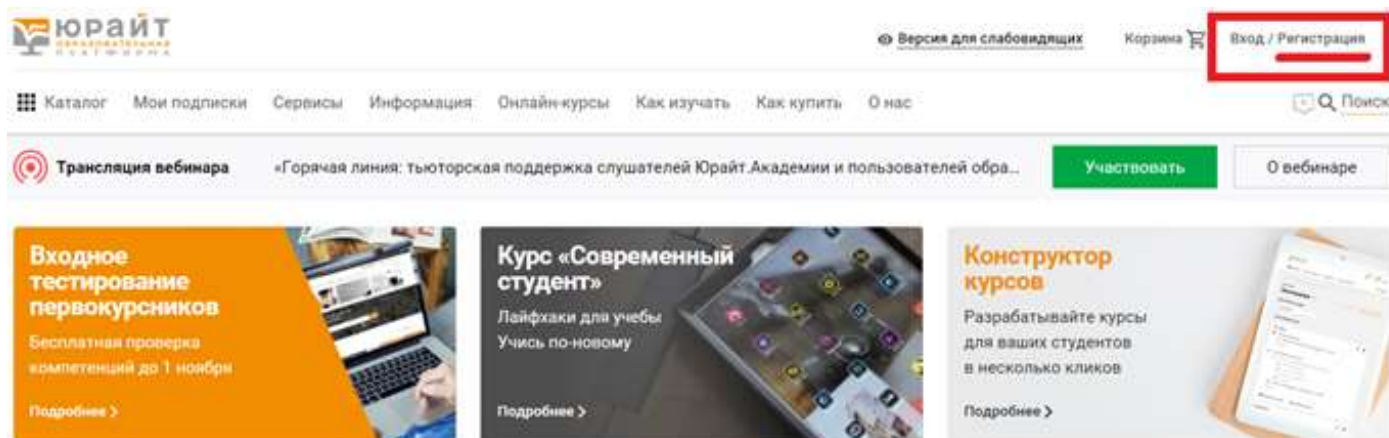 юрайт
ОБРАЗОВАТЕЛЬНАЯ
ПЛАТФОРМА
Версия для слабовидящих
Корзина
Вход / Регистрация
Каталог
Мои подписки
Сервисы
Информация
Онлайн-курсы
Как изучать
Как купить
О нас
Поиск
Трансляция вебинара
«Горячая линия: тьюторская поддержка слушателей Юрайт.Академии и пользователей обра...
Участвовать
О вебинаре
Входное
тестирование
первокурсников
Бесплатная проверка
компетенций до 1 ноября
Подробнее >
Курс «Современный
студент»
Лайфхаки для учебы
Учись по-новому
Подробнее >
Конструктор
курсов
Разрабатывайте курсы
для ваших студентов
в несколько кликов
Подробнее >